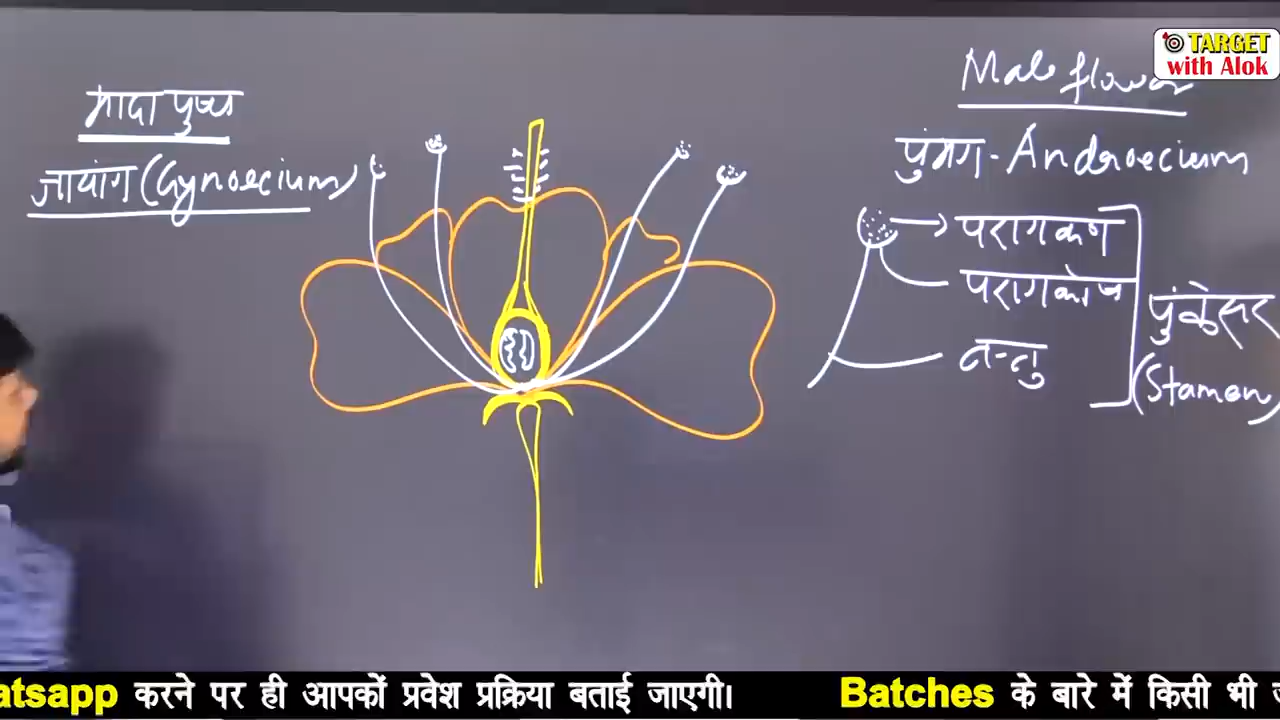 मादा पुष्प
जायांग (Gynoecium)
Male flower
पुमंग - Androecium
परागकण
परागकोष
तन्तु
पुंकेसर
(Stamen)
TARGET
with Alok
atsapp करने पर ही आपकों प्रवेश प्रक्रिया बताई जाएगी। Batches के बारे में किसी भी